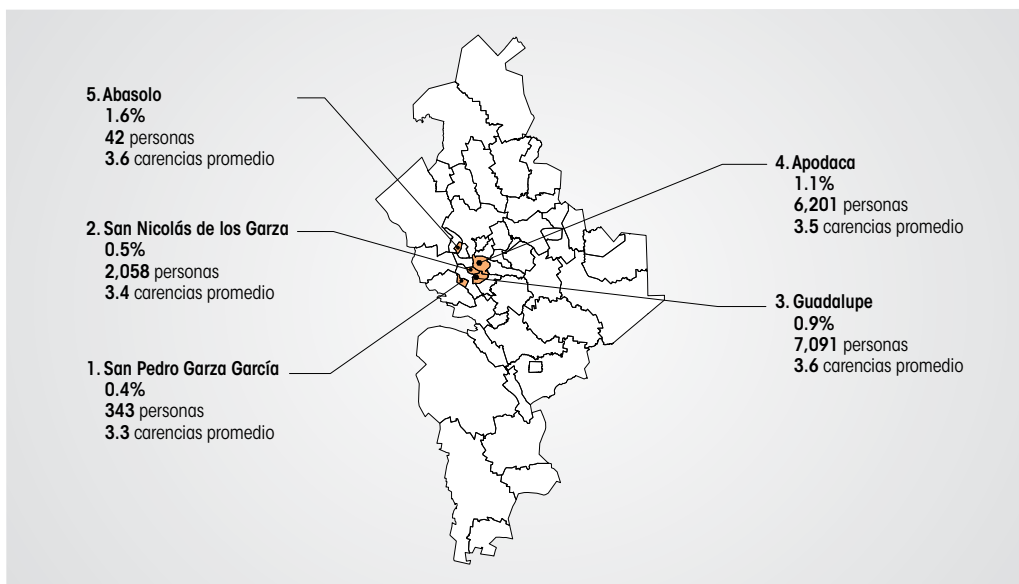 5. Abasolo
1.6%
42 personas
3.6 carencias promedio
2. San Nicolás de los Garza
0.5%
2,058 personas
3.4 carencias promedio
1. San Pedro Garza García
0.4%
343 personas
3.3 carencias promedio
4. Apodaca
1.1%
6,201 personas
3.5 carencias promedio
3. Guadalupe
0.9%
7,091 personas
3.6 carencias promedio